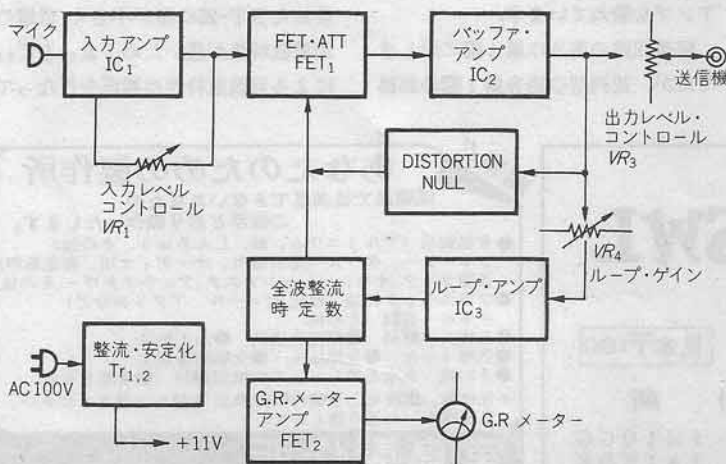 マイク
入力アンプ
IC1
FET・ATT
FET1
バッファ・
アンプ
IC2
送信機
出力レベル・
コントロール
VR3
入力レベル
コントロール
VR1
DISTORTION
NULL
VR4
ループ・ゲイン
全波整流
時定数
ループ・アンプ
IC3
AC100V
整流・安定化
Tr1,2
+11V
G.R.メーター
アンプ
FET2
G.R メーター